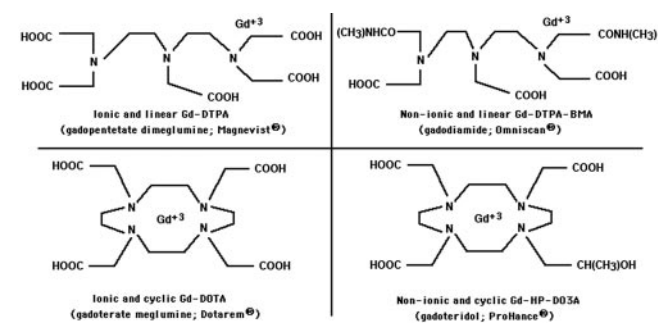 Gd+3
HOOC COOH
N N N
HOOC COOH
COOH
Ionic and linear Gd-DTPA
(gadopentetate dimeglumine; Magnevist®)
Gd+3
(CH3)NHCO CONH(CH3)
N N N
HOOC COOH
COOH
Non-ionic and linear Gd-DTPA-BMA
(gadodiamide; Omniscan®)
HOOC COOH
N N
Gd+3
N N
HOOC COOH
Ionic and cyclic Gd-DOTA
(gadoterate meglumine; Dotarem®)
HOOC COOH
N N
Gd+3
N N
HOOC CH(CH3)OH
Non-ionic and cyclic Gd-HP-DO3A
(gadoteridol; ProHance®)